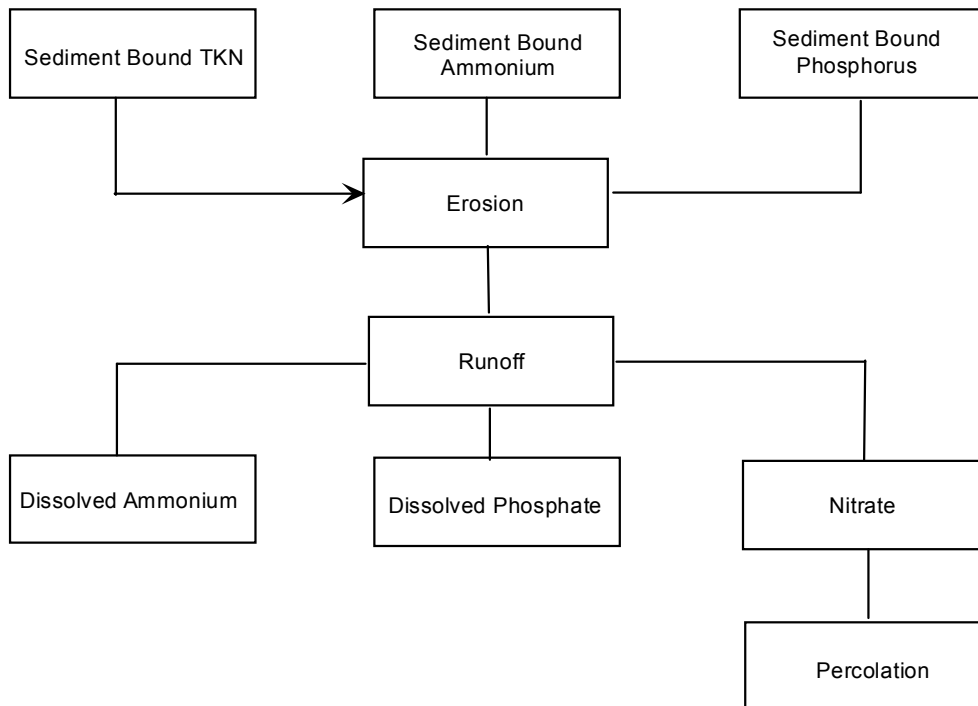 Sediment Bound TKN
Sediment Bound
Ammonium
Sediment Bound
Phosphorus
Erosion
Runoff
Dissolved Ammonium
Dissolved Phosphate
Nitrate
Percolation